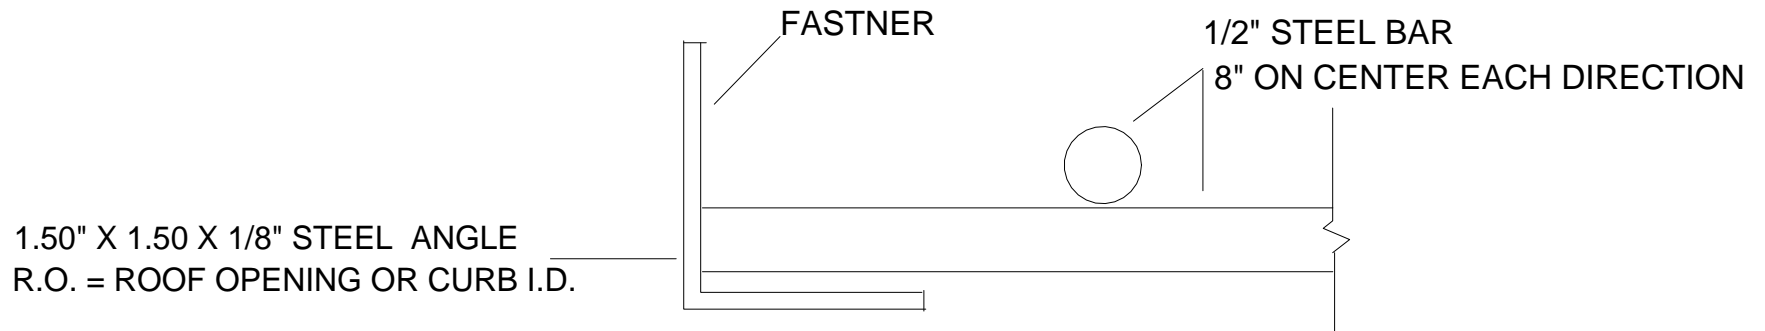 FASTNER
1/2" STEEL BAR
8" ON CENTER EACH DIRECTION
1.50" X 1.50 X 1/8" STEEL ANGLE
R.O. = ROOF OPENING OR CURB I.D.